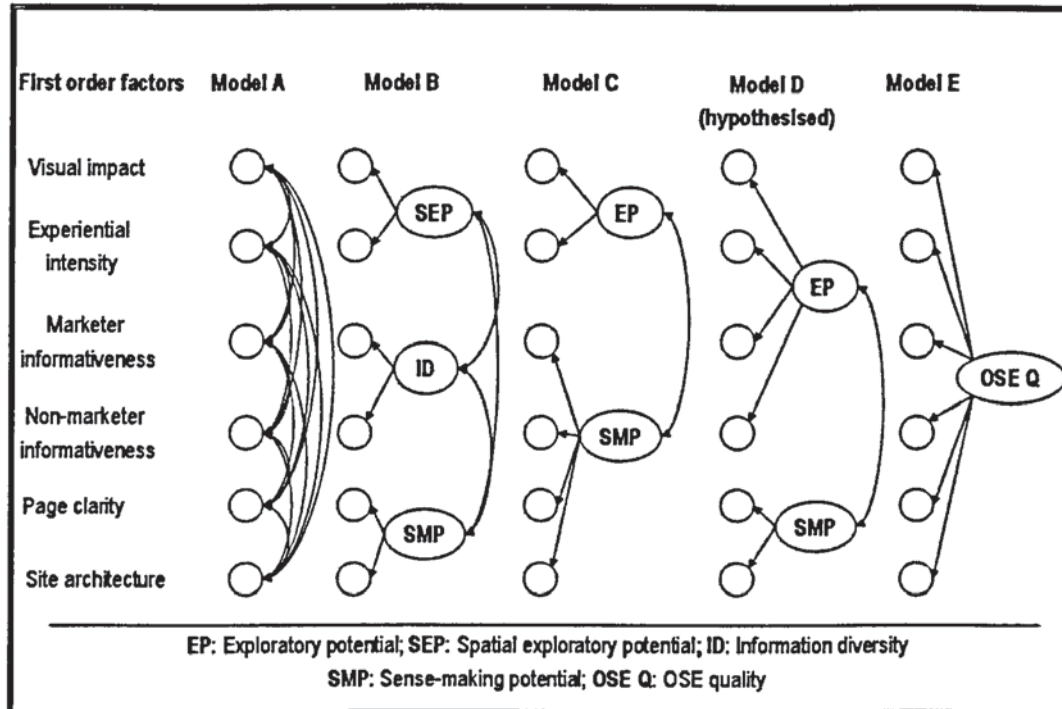 First order factors Model A Model B Model C Model D Model E
(hypothesised)
Visual impact
SEP EP
Experiential
intensity
EP
Marketer
informativeness
ID
OSE Q
Non-marketer
informativeness
SMP
Page clarity
SMP SMP
Site architecture
EP: Exploratory potential; SEP: Spatial exploratory potential; ID: Information diversity
SMP: Sense-making potential; OSE Q: OSE quality